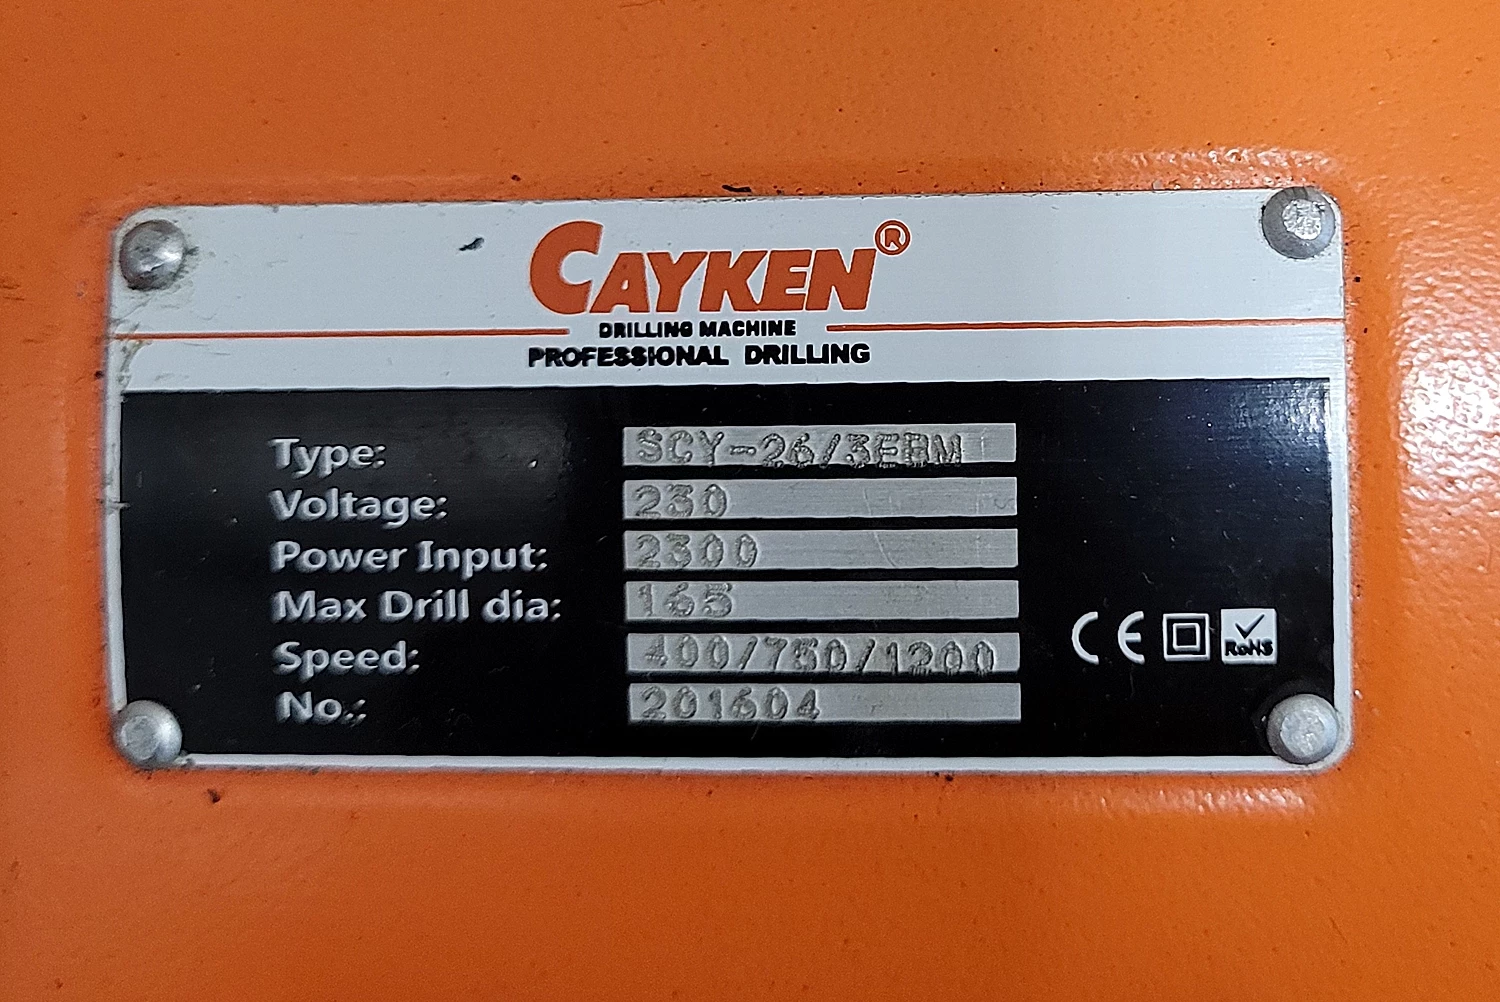 CAYKEN®
DRILLING MACHINE
PROFESSIONAL DRILLING
Type: SCY-26/3EBM
Voltage: 230
Power Input: 2300
Max Drill dia: 165
Speed: 400/750/1200
No.: 201604
CE
RoHS